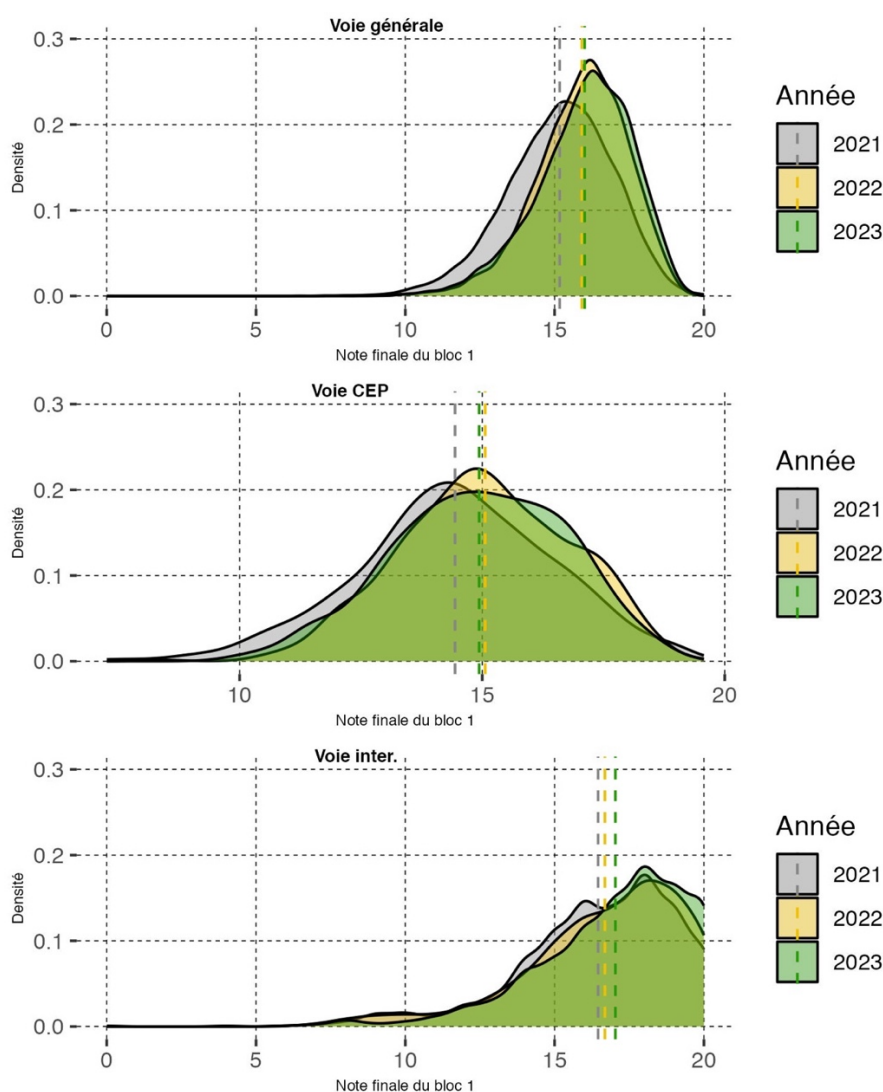 Voie générale
0.3
0.2
0.1
0.0
Densité
0 5 10 15 20
Note finale du bloc 1
Année
2021
2022
2023
Voie CEP
0.3
0.2
0.1
0.0
Densité
10 15 20
Note finale du bloc 1
Année
2021
2022
2023
Voie inter.
0.3
0.2
0.1
0.0
Densité
0 5 10 15 20
Note finale du bloc 1
Année
2021
2022
2023